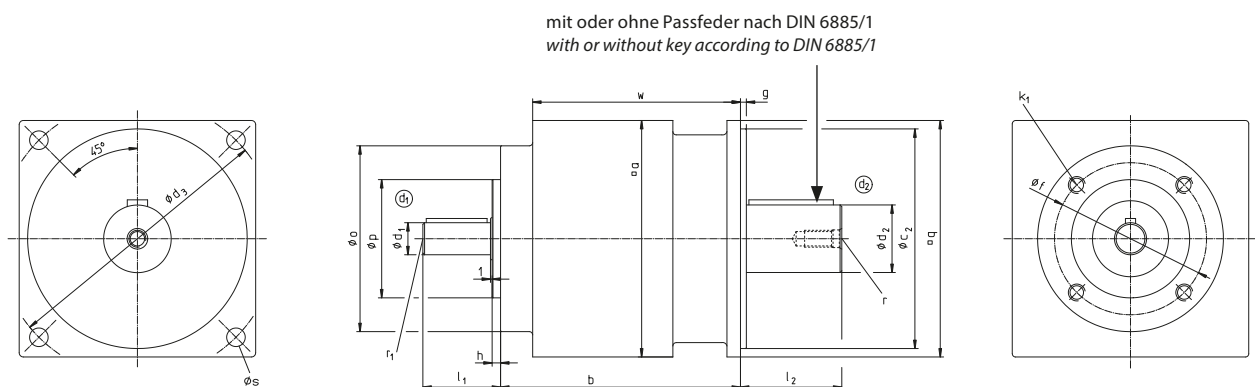 mit oder ohne Passfeder nach DIN 6885/1
with or without key according to DIN 6885/1
45°
ød₃
øs
w
g
□a
d₁
d₂
øo
øp
ød₁
1
ød₂
øc₂
□q
r
r₁
h
l₁
b
l₂
k₁
øf